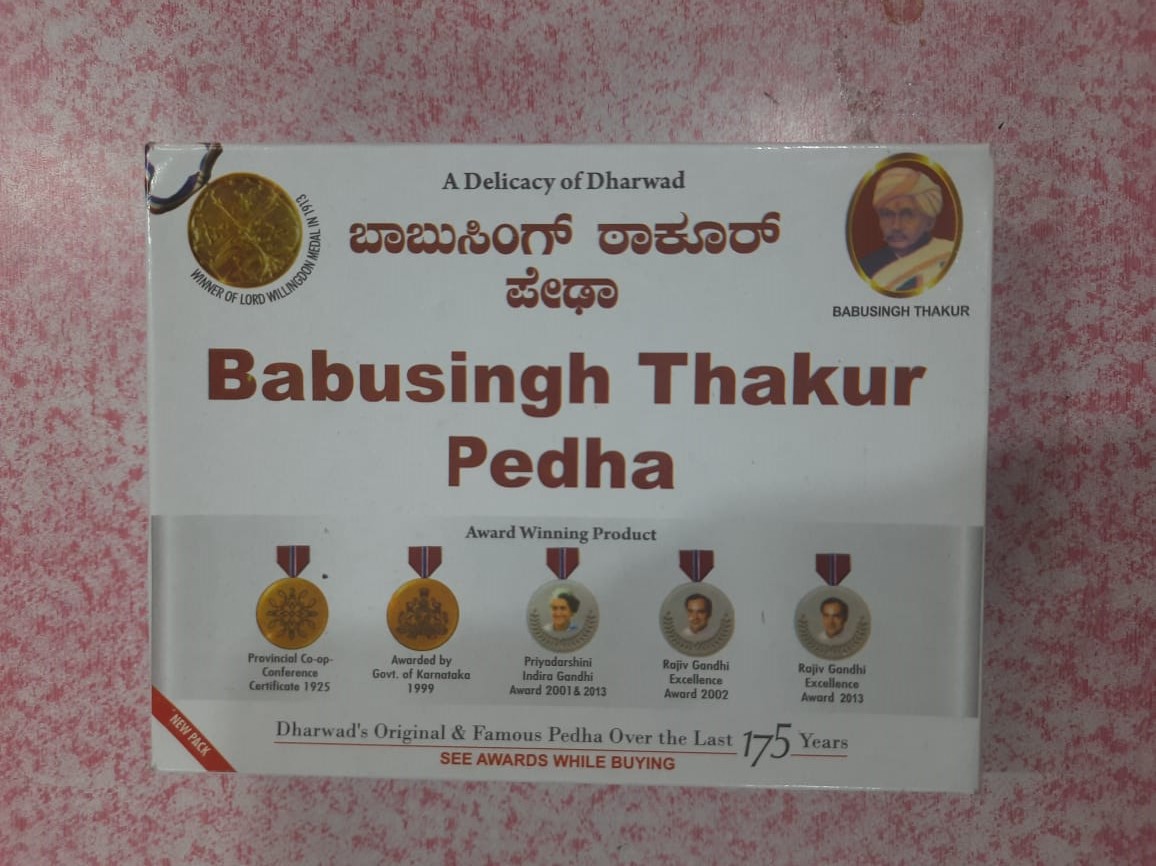 A Delicacy of Dharwad
ಬಾಬುಸಿಂಗ್ ಠಾಕೂರ್
ಪೇಢಾ
WINNER OF LORD WILLINGDON MEDAL IN 1913
BABUSINGH THAKUR
Babusingh Thakur
Pedha
Award Winning Product
Provincial Co-op-
Conference
Certificate 1925
Awarded by
Govt. of Karnataka
1999
Priyadarshini
Indira Gandhi
Award 2001 & 2013
Rajiv Gandhi
Excellence
Award 2002
Rajiv Gandhi
Excellence
Award 2013
NEW PACK
Dharwad's Original & Famous Pedha Over the Last 175 Years
SEE AWARDS WHILE BUYING